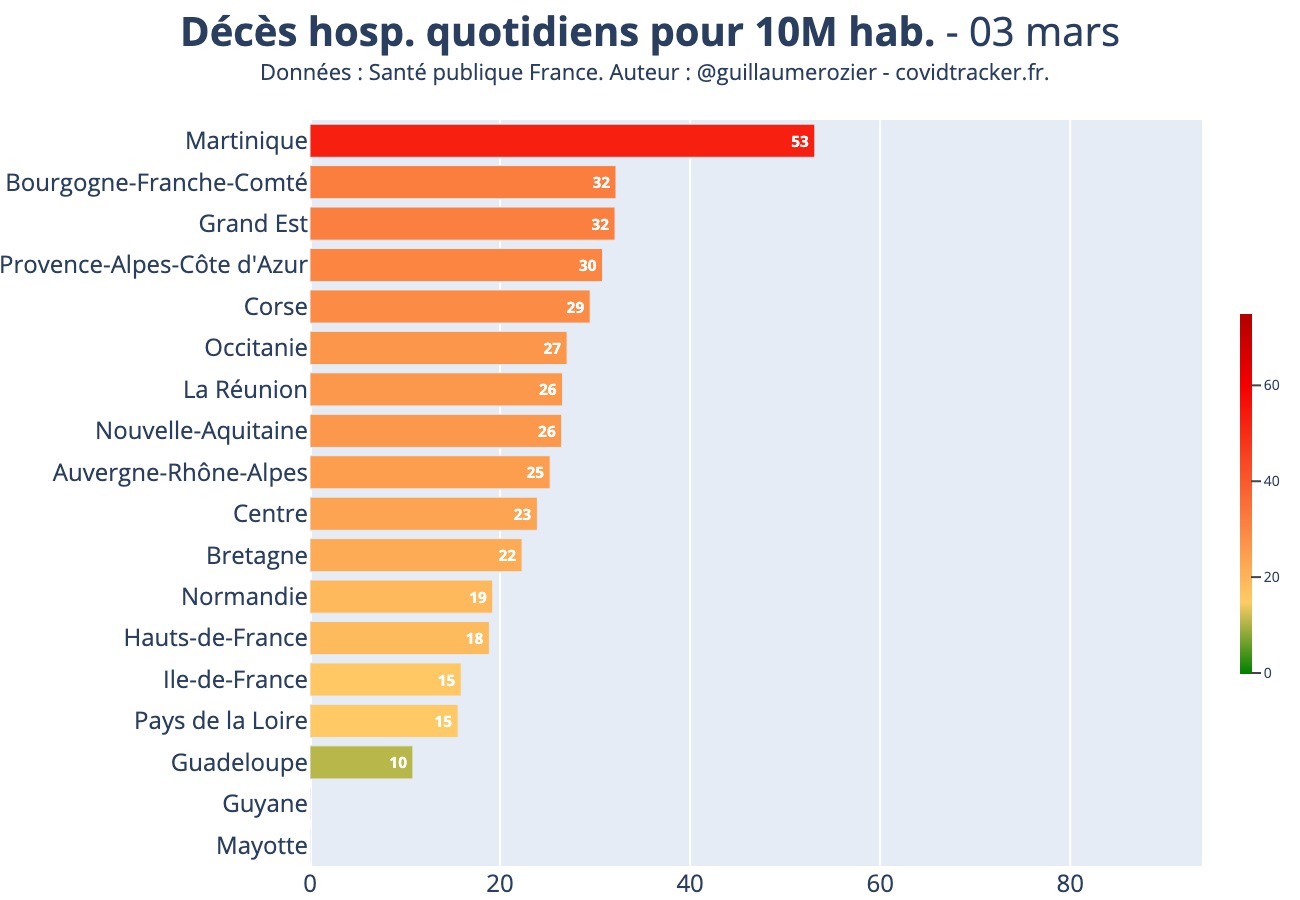 Décès hosp. quotidiens pour 10M hab. - 03 mars
Données : Santé publique France. Auteur : @guillaumerozier - covidtracker.fr.
Martinique 53
Bourgogne-Franche-Comté 32
Grand Est 32
Provence-Alpes-Côte d'Azur 30
Corse 29
Occitanie 27
La Réunion 26
Nouvelle-Aquitaine 26
Auvergne-Rhône-Alpes 25
Centre 23
Bretagne 22
Normandie 19
Hauts-de-France 18
Ile-de-France 15
Pays de la Loire 15
Guadeloupe 10
Guyane
Mayotte
0 20 40 60 80
60
40
20
0